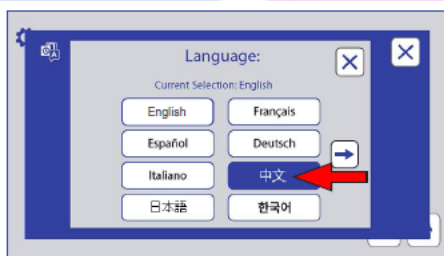 Language:
Current Selection: English
English
Français
Español
Deutsch
Italiano
中文
日本語
한국어